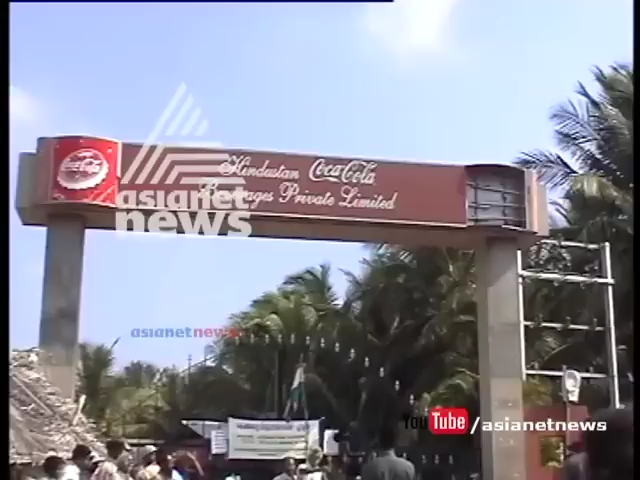 Coca-Cola
Hindustan Coca-Cola
Beverages Private Limited
asianet
news
asianetnews
YouTube /asianetnews